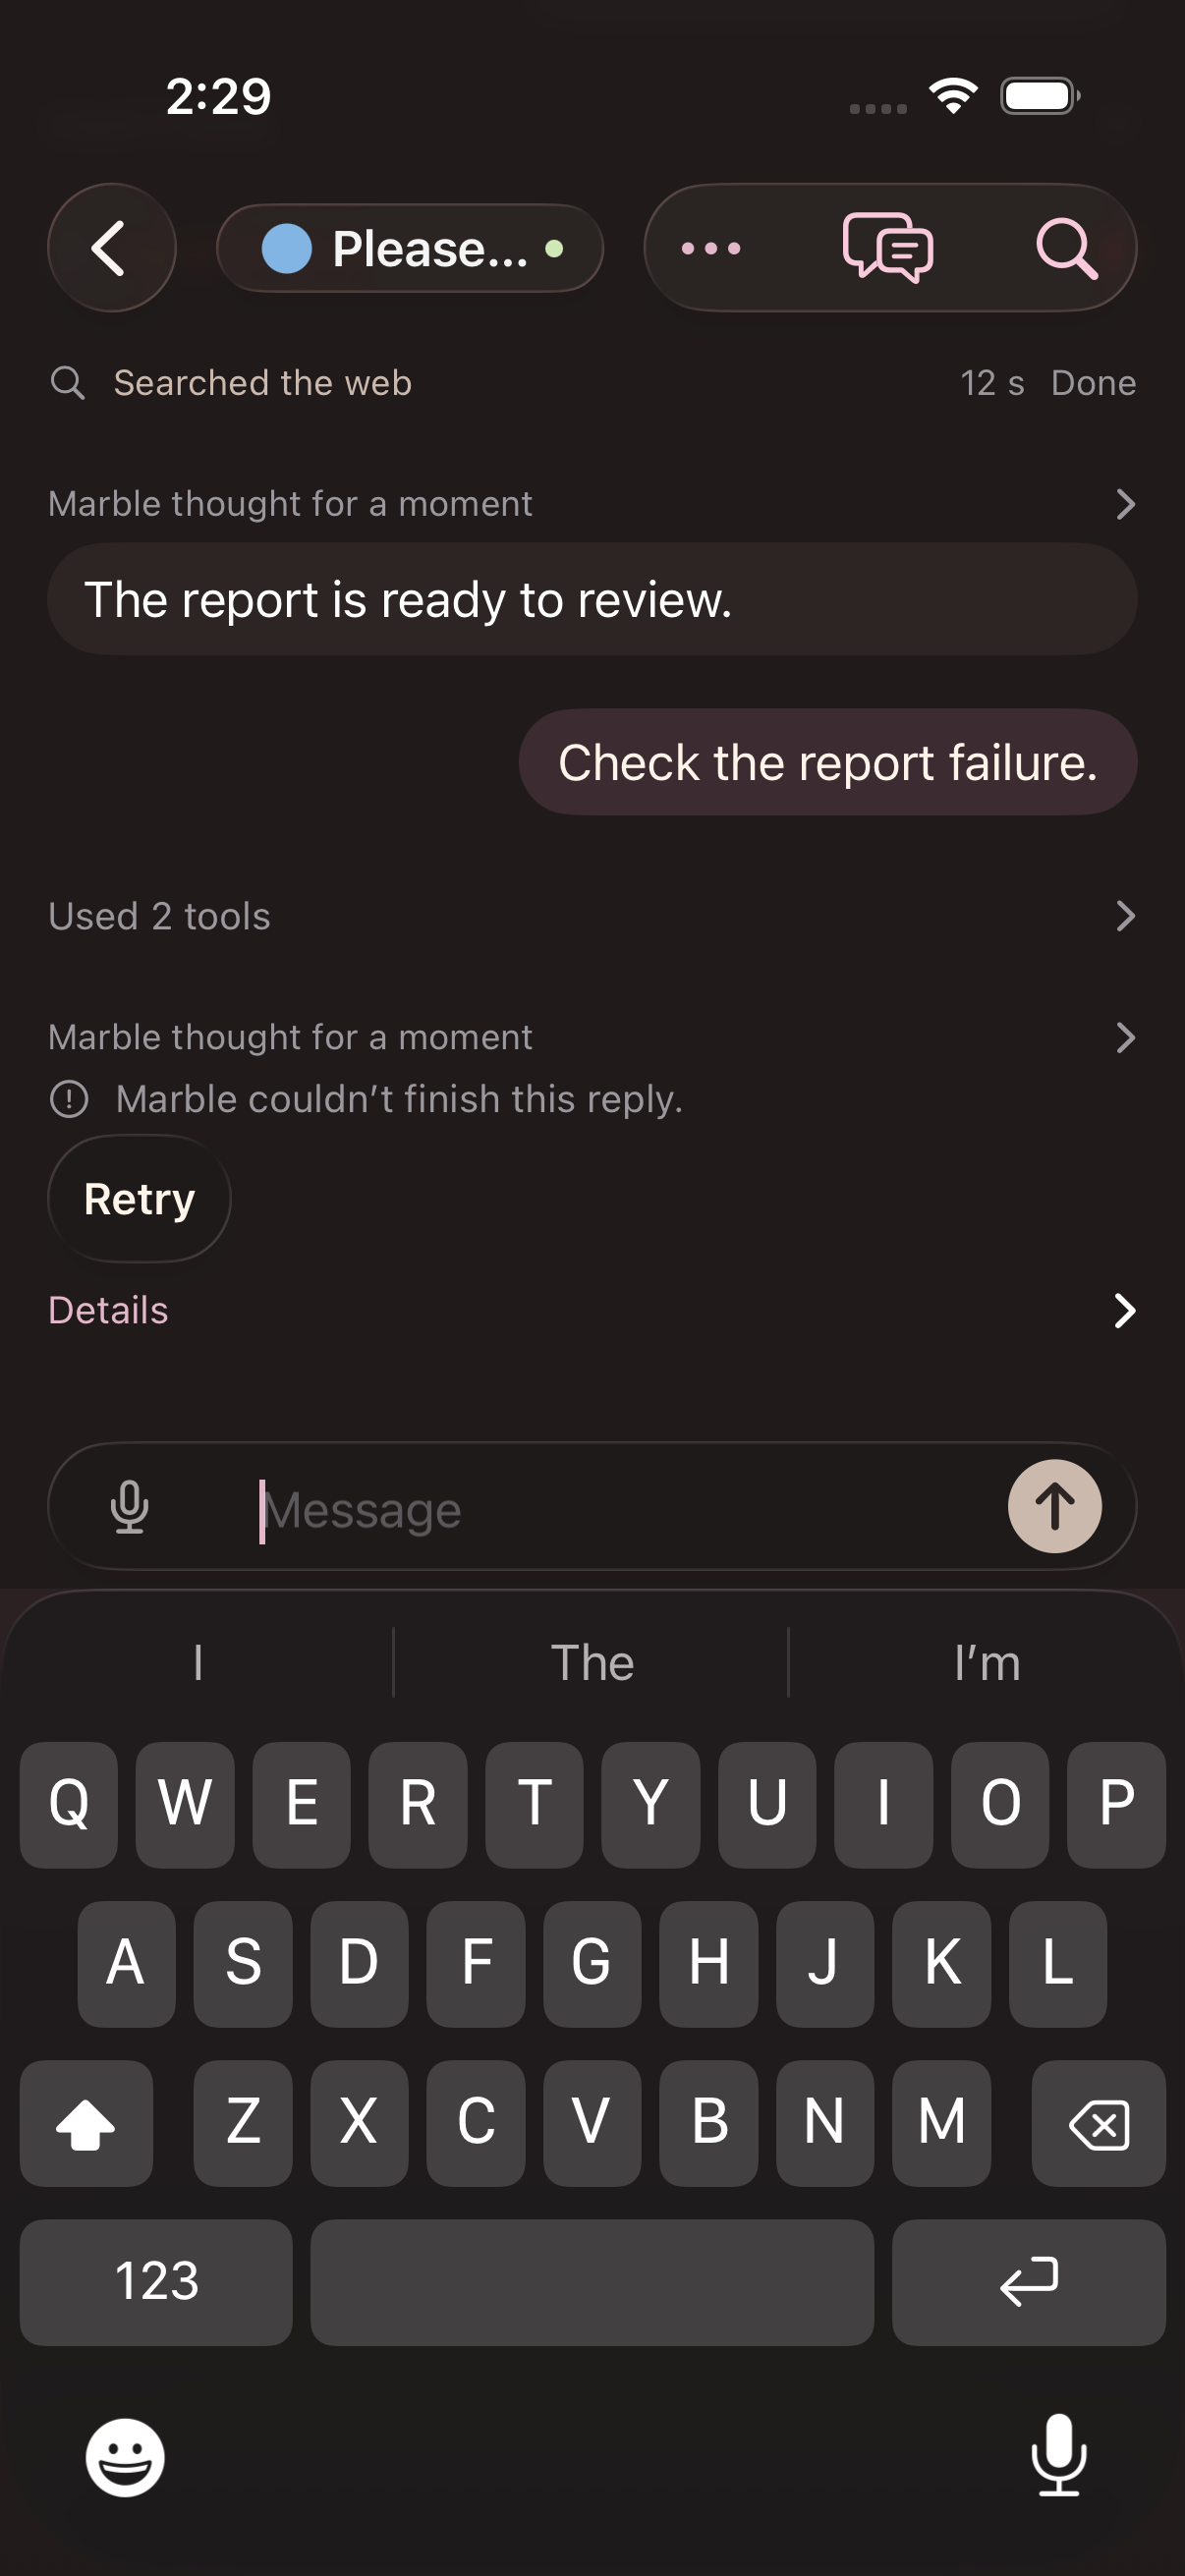 2:29
Please...
Searched the web 12 s Done
Marble thought for a moment
The report is ready to review.
Check the report failure.
Used 2 tools
Marble thought for a moment
Marble couldn’t finish this reply.
Retry
Details
Message
I The I’m
Q W E R T Y U I O P
A S D F G H J K L
Z X C V B N M
123